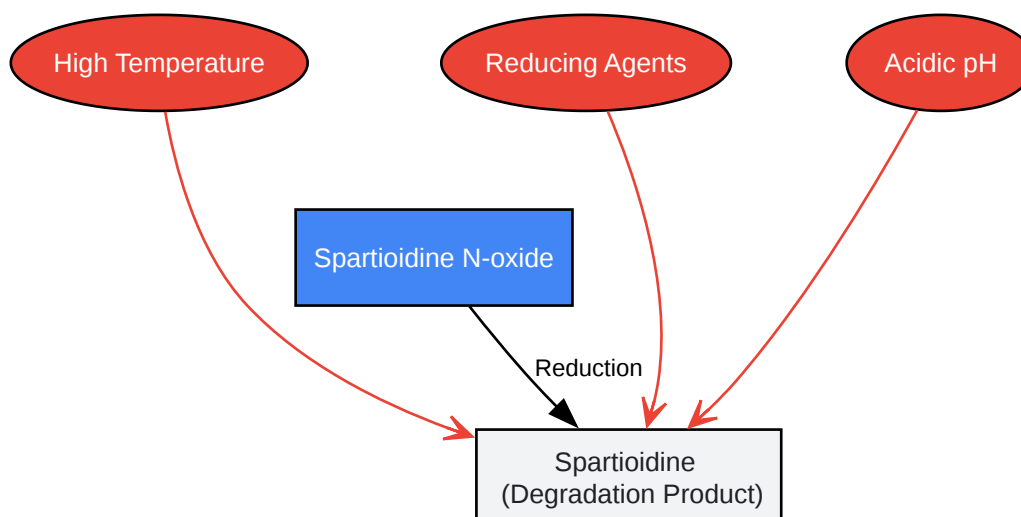 High Temperature
Reducing Agents
Acidic pH
Spartioidine N-oxide
Reduction
Spartioidine
(Degradation Product)